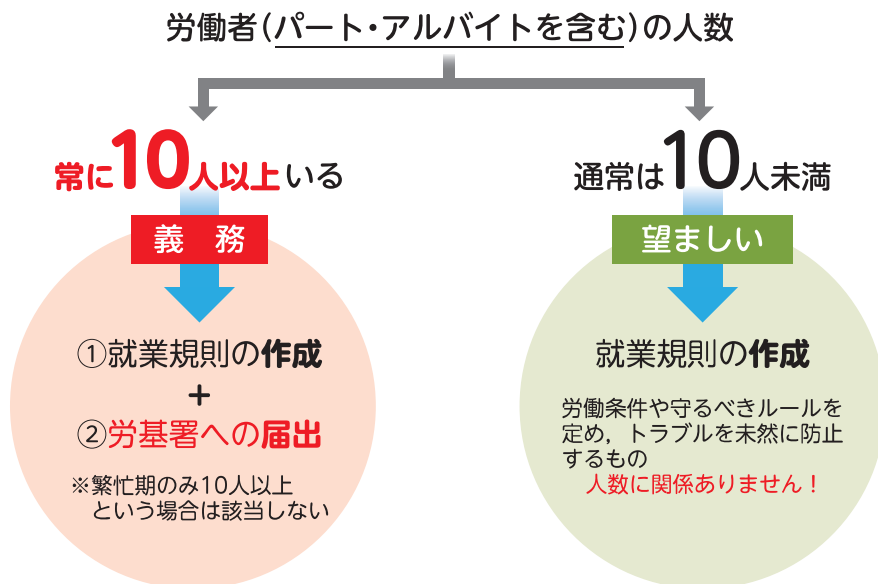 労働者(パート・アルバイトを含む)の人数
常に10人以上いる
義　務
①就業規則の作成
+
②労基署への届出
※繁忙期のみ10人以上
という場合は該当しない
通常は10人未満
望ましい
就業規則の作成
労働条件や守るべきルールを
定め，トラブルを未然に防止
するもの
人数に関係ありません！